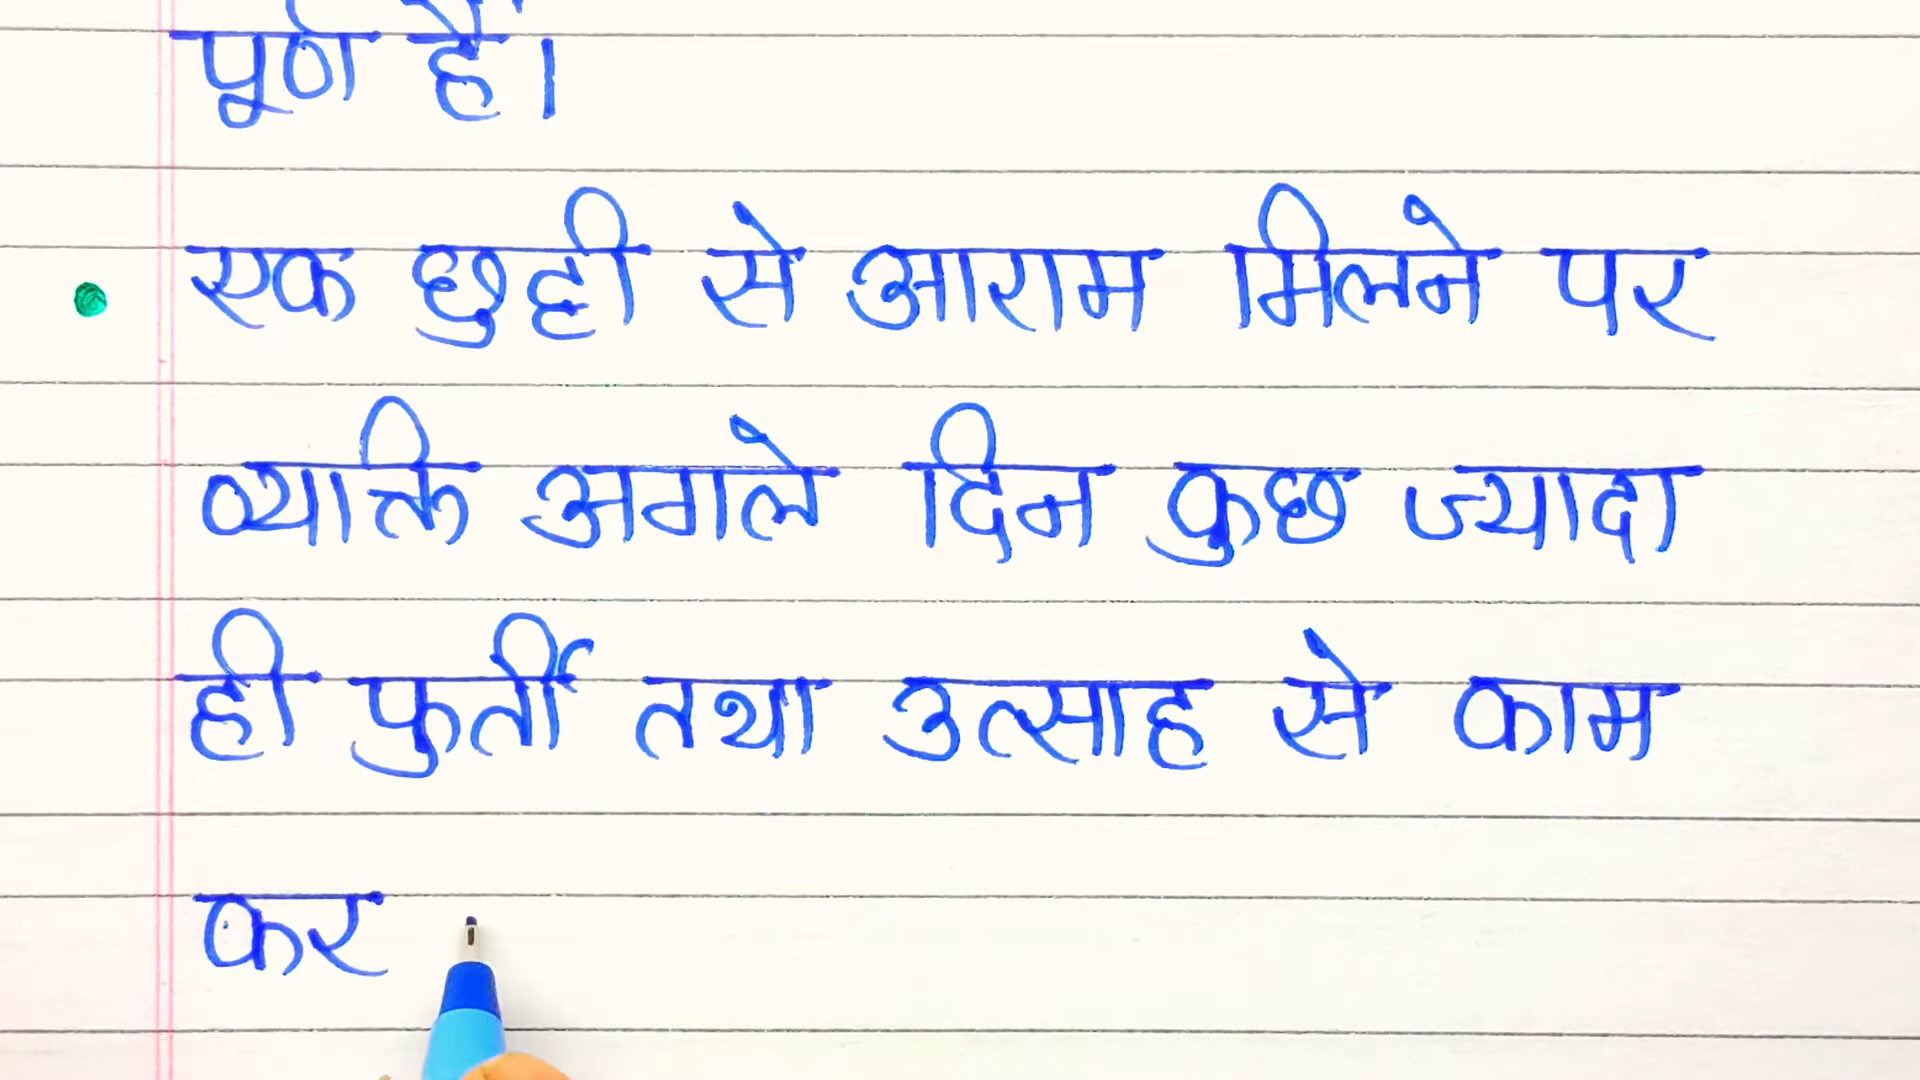 पूर्ण है।
एक छुट्टी से आराम मिलने पर
व्यक्ति अगले दिन कुछ ज्यादा
ही फुर्ती तथा उत्साह से काम
कर